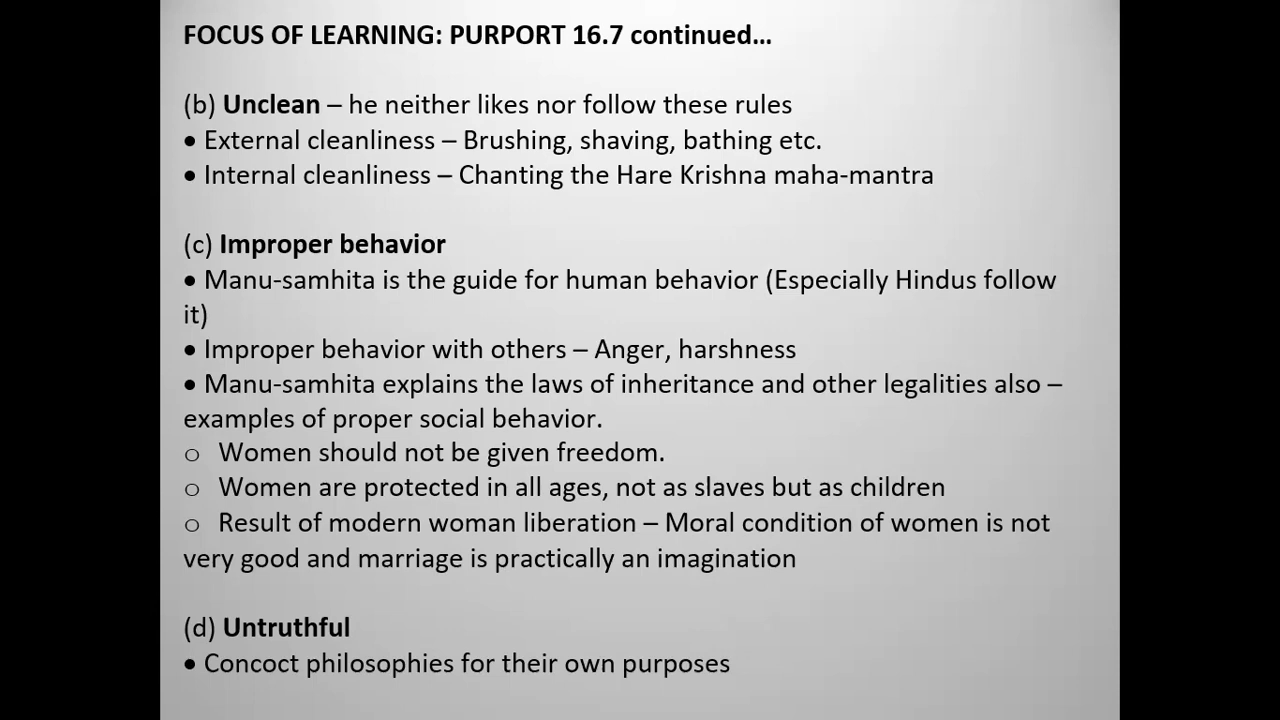 FOCUS OF LEARNING: PURPORT 16.7 continued...
(b) Unclean – he neither likes nor follow these rules
• External cleanliness – Brushing, shaving, bathing etc.
• Internal cleanliness – Chanting the Hare Krishna maha-mantra
(c) Improper behavior
• Manu-samhita is the guide for human behavior (Especially Hindus follow
it)
• Improper behavior with others – Anger, harshness
• Manu-samhita explains the laws of inheritance and other legalities also –
examples of proper social behavior.
o Women should not be given freedom.
o Women are protected in all ages, not as slaves but as children
o Result of modern woman liberation – Moral condition of women is not
very good and marriage is practically an imagination
(d) Untruthful
• Concoct philosophies for their own purposes